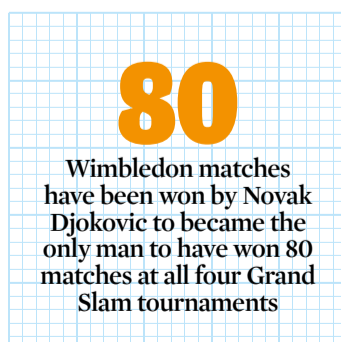 80
Wimbledon matches
have been won by Novak
Djokovic to became the
only man to have won 80
matches at all four Grand
Slam tournaments